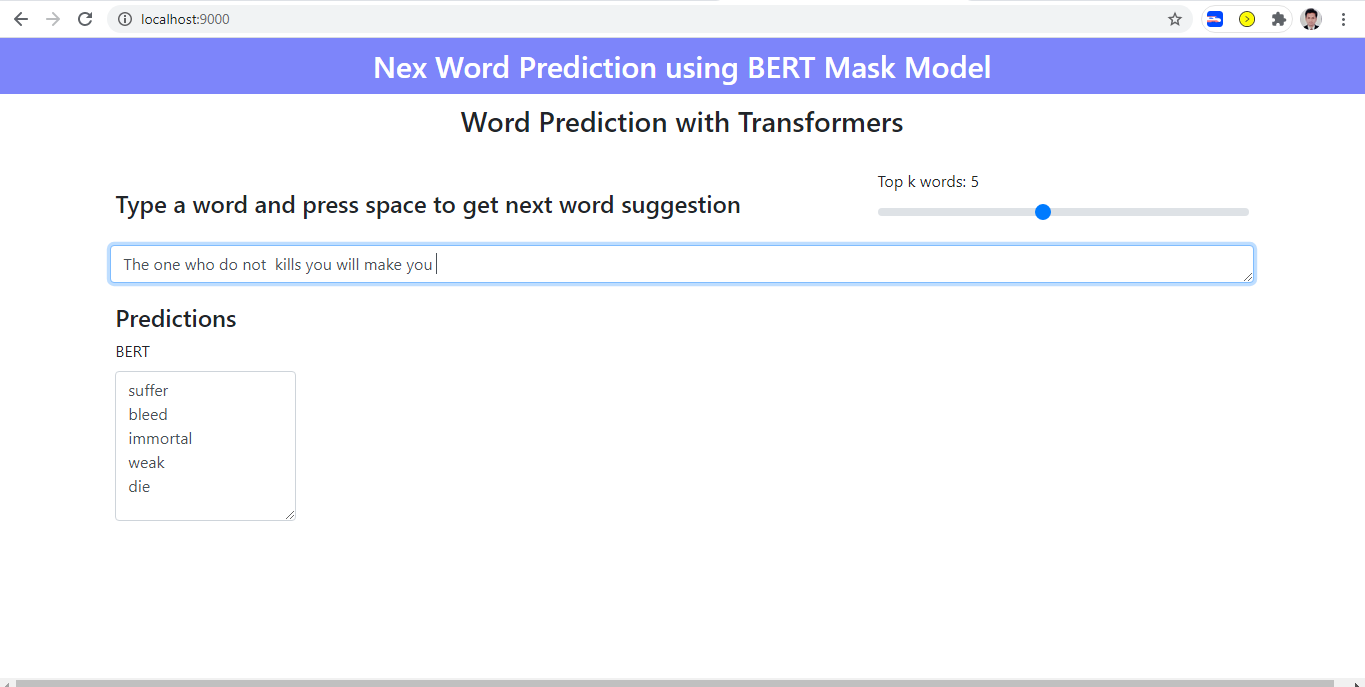 localhost:9000
Nex Word Prediction using BERT Mask Model
Word Prediction with Transformers
Top k words: 5
Type a word and press space to get next word suggestion
The one who do not  kills you will make you
Predictions
BERT
suffer
bleed
immortal
weak
die